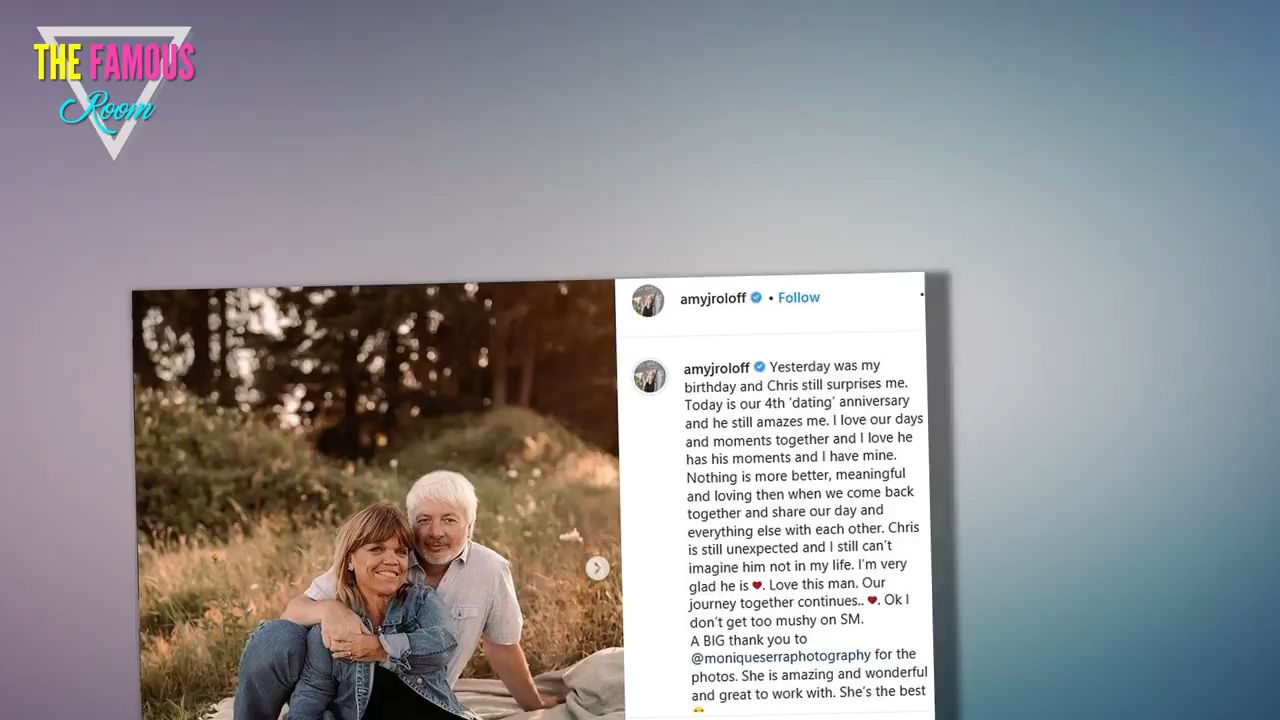 THE FAMOUS
Room
amyjroloff • Follow
amyjroloff Yesterday was my
birthday and Chris still surprises me.
Today is our 4th ‘dating’ anniversary
and he still amazes me. I love our days
and moments together and I love he
has his moments and I have mine.
Nothing is more better, meaningful
and loving then when we come back
together and share our day and
everything else with each other. Chris
is still unexpected and I still can’t
imagine him not in my life. I’m very
glad he is ❤. Love this man. Our
journey together continues.. ❤. Ok I
don’t get too mushy on SM.
A BIG thank you to
@moniqueserraphotography for the
photos. She is amazing and wonderful
and great to work with. She’s the best